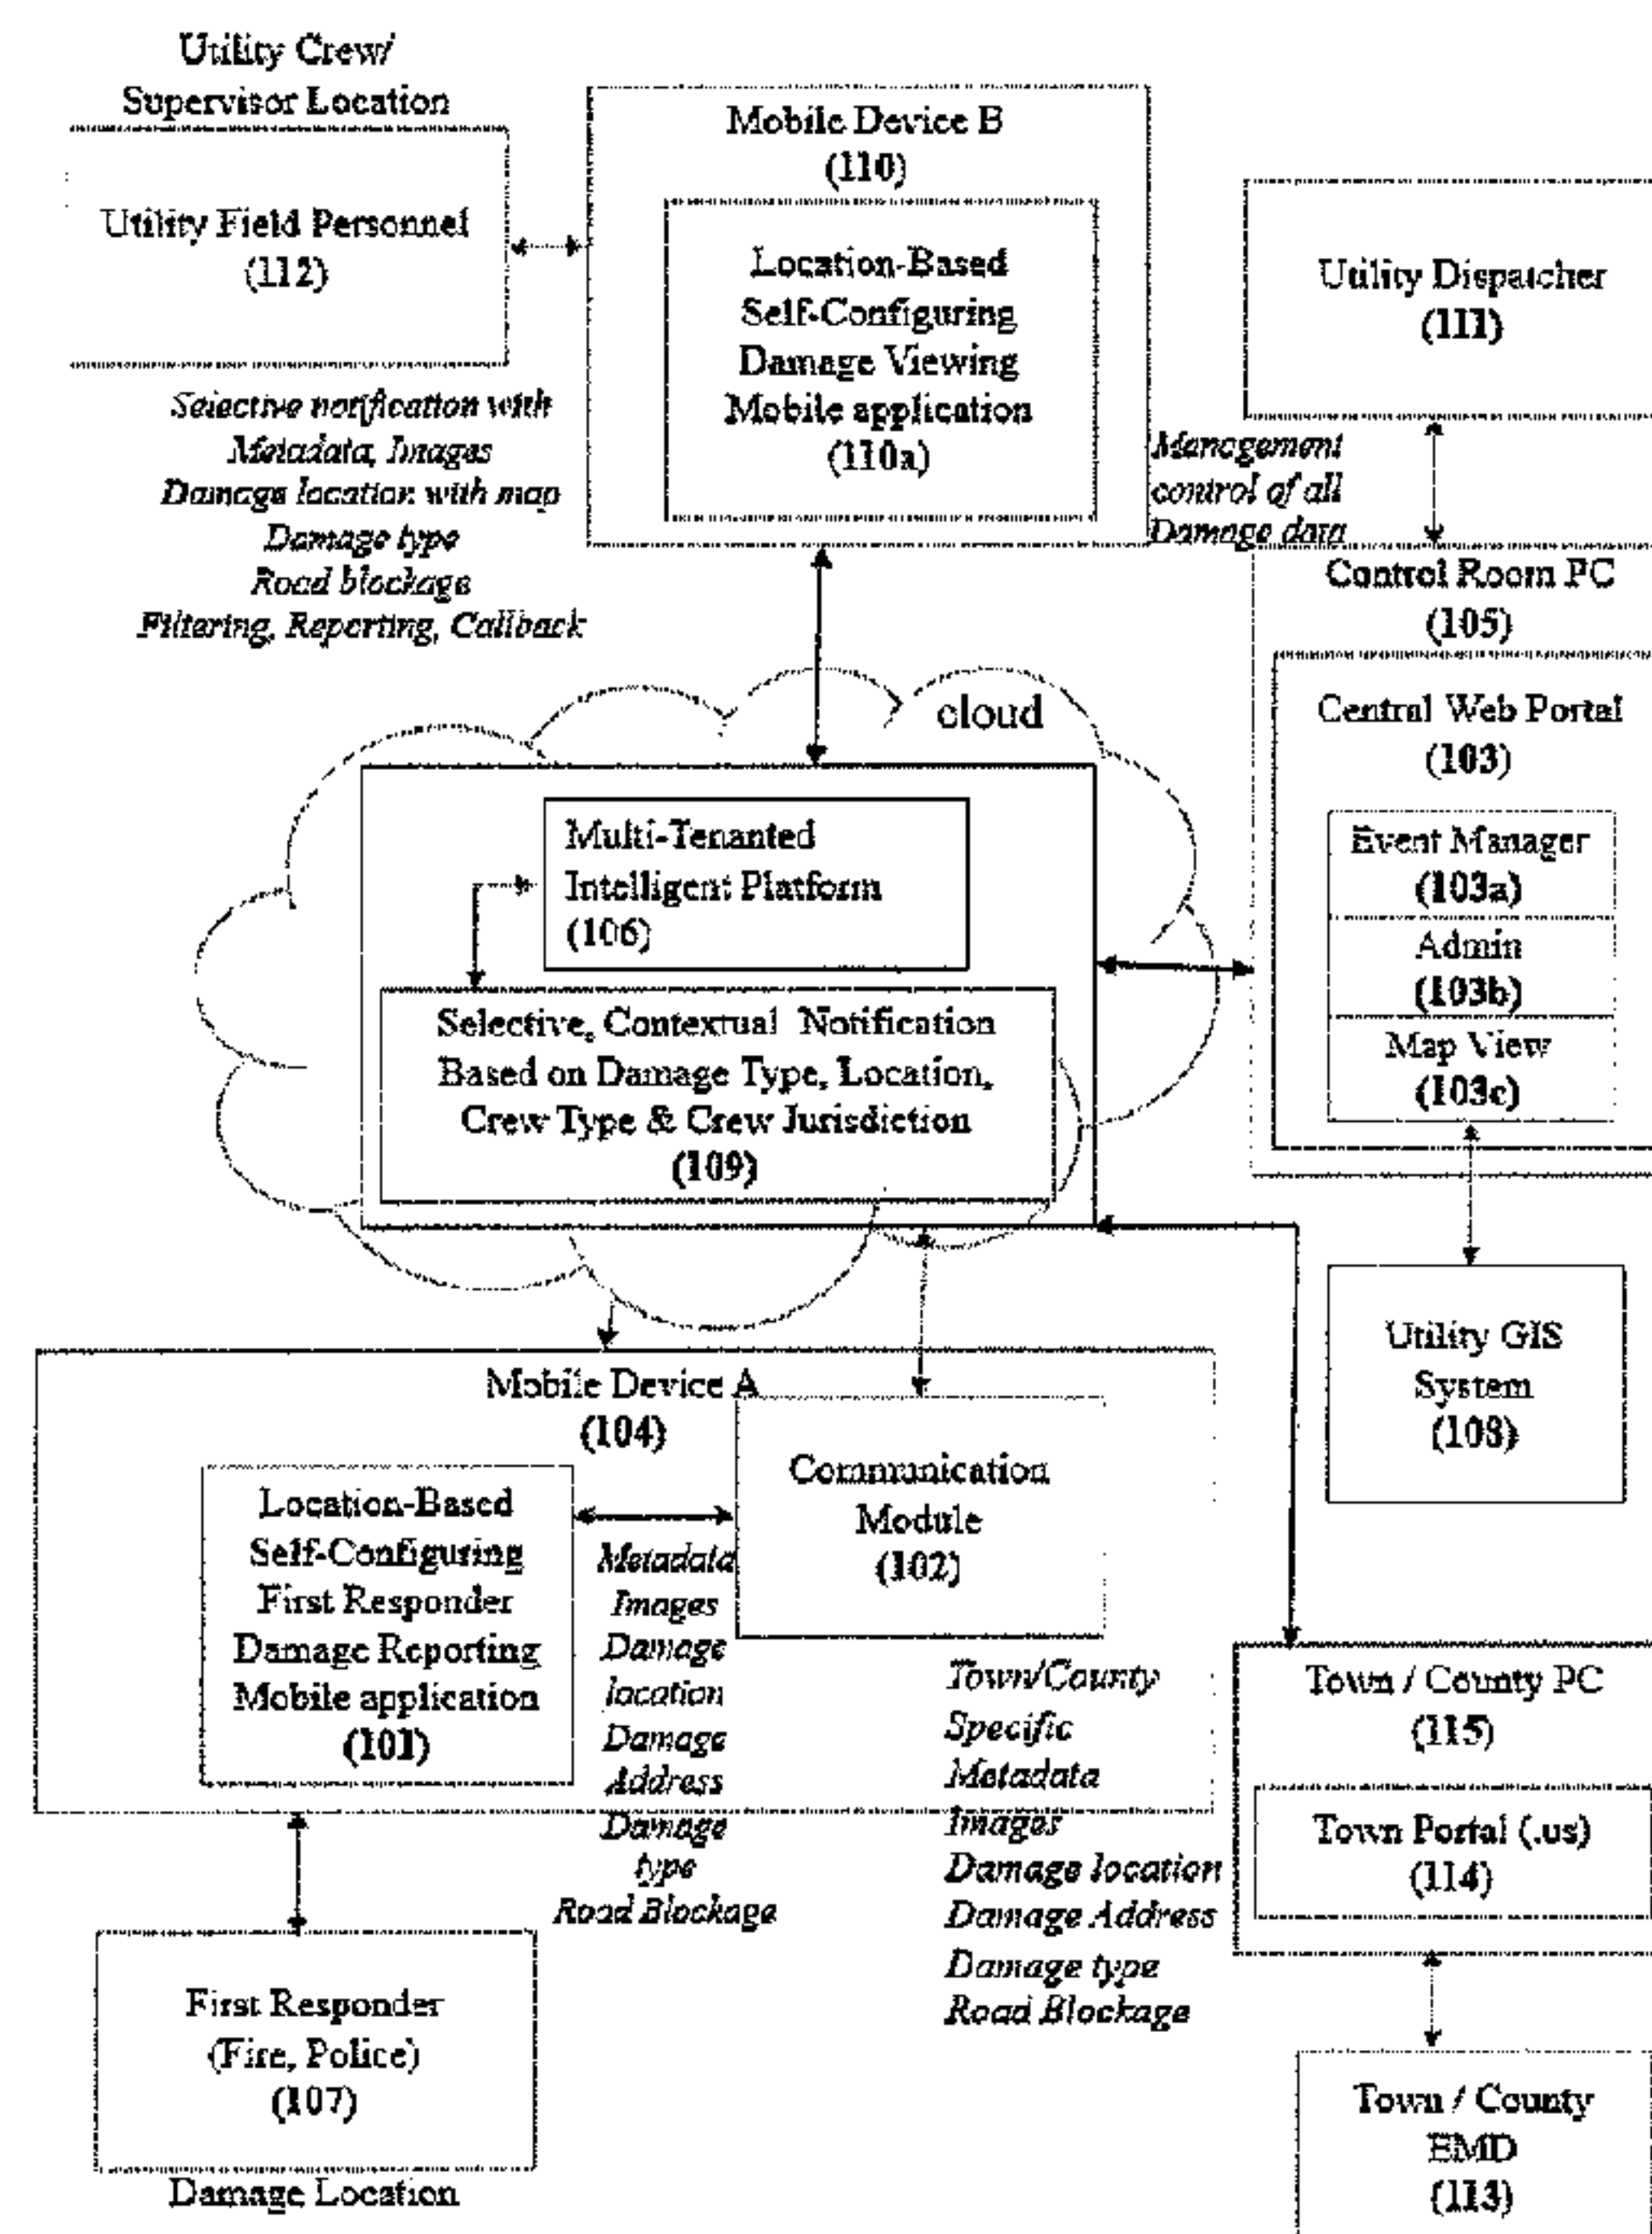 Utility Crew/
Supervisor Location
Utility Field Personnel
(112)
Selective notification with
Metadata, Images
Damage location with map
Damage type
Road blockage
Filtering, Reporting, Callback
Mobile Device B
(110)
Location-Based
Self-Configuring
Damage Viewing
Mobile application
(110a)
Utility Dispatcher
(111)
Management
control of all
Damage data
Control Room PC
(105)
Central Web Portal
(103)
Event Manager
(103a)
Admin
(103b)
Map View
(103c)
cloud
Multi-Tenanted
Intelligent Platform
(106)
Selective, Contextual Notification
Based on Damage Type, Location,
Crew Type & Crew Jurisdiction
(109)
Utility GIS
System
(108)
Mobile Device A
(104)
Location-Based
Self-Configuring
First Responder
Damage Reporting
Mobile application
(101)
Metadata
Images
Damage
location
Damage
Address
Damage
type
Road Blockage
Communication
Module
(102)
Town/County
Specific
Metadata
Images
Damage location
Damage Address
Damage type
Road Blockage
Town / County PC
(115)
Town Portal (.us)
(114)
First Responder
(Fire, Police)
(107)
Damage Location
Town / County
EMD
(113)